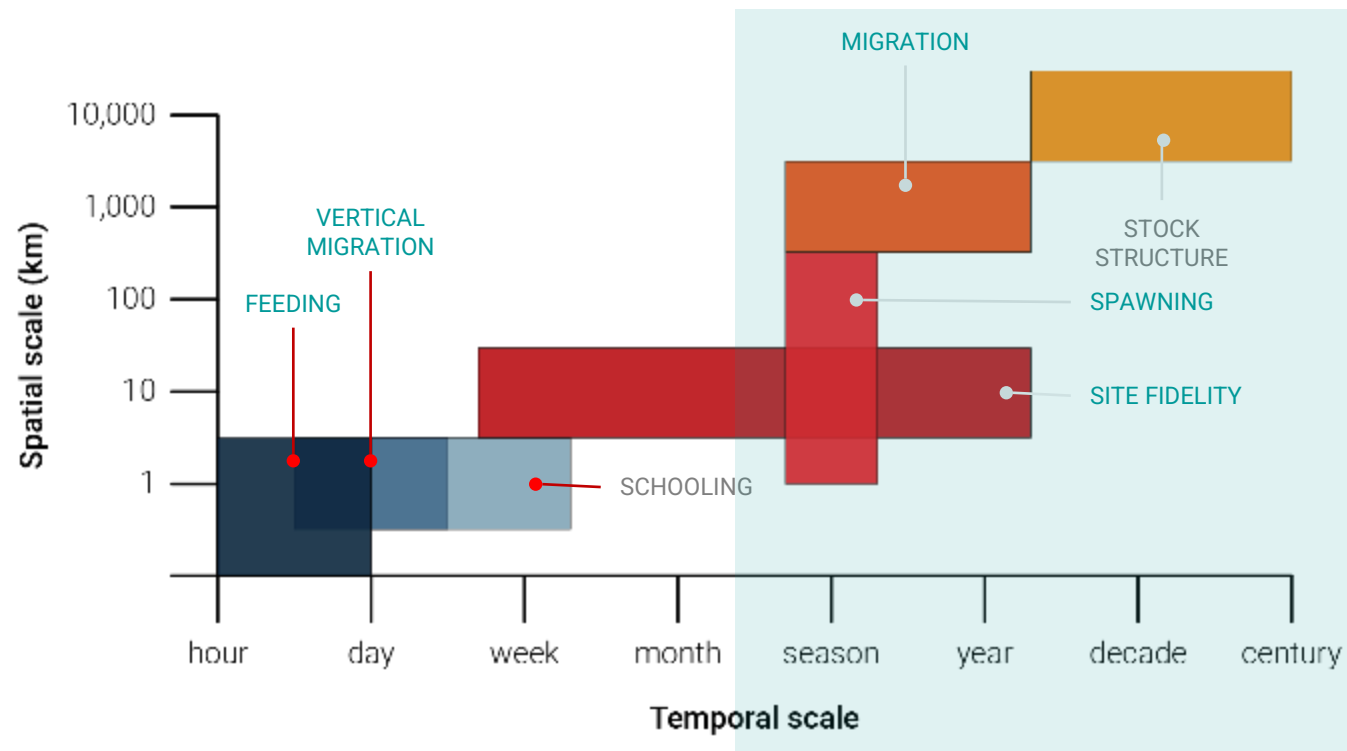 MIGRATION
10,000
1,000
VERTICAL
MIGRATION
STOCK
STRUCTURE
100
FEEDING
SPAWNING
10
SITE FIDELITY
1
SCHOOLING
Spatial scale (km)
hour
day
week
month
season
year
decade
century
Temporal scale